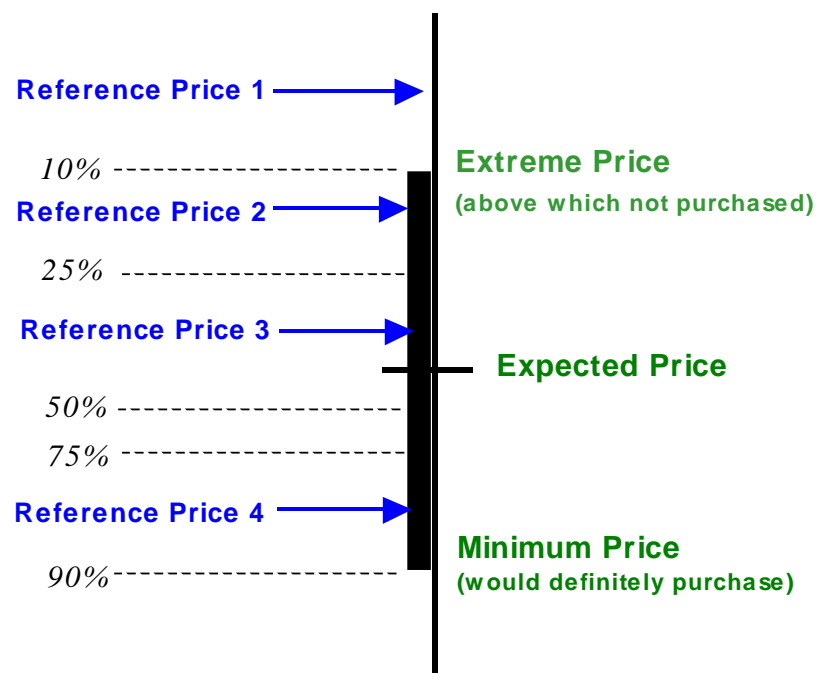 Reference Price 1
10%
Extreme Price
Reference Price 2
(above which not purchased)
25%
Reference Price 3
Expected Price
50%
75%
Reference Price 4
Minimum Price
90%
(would definitely purchase)